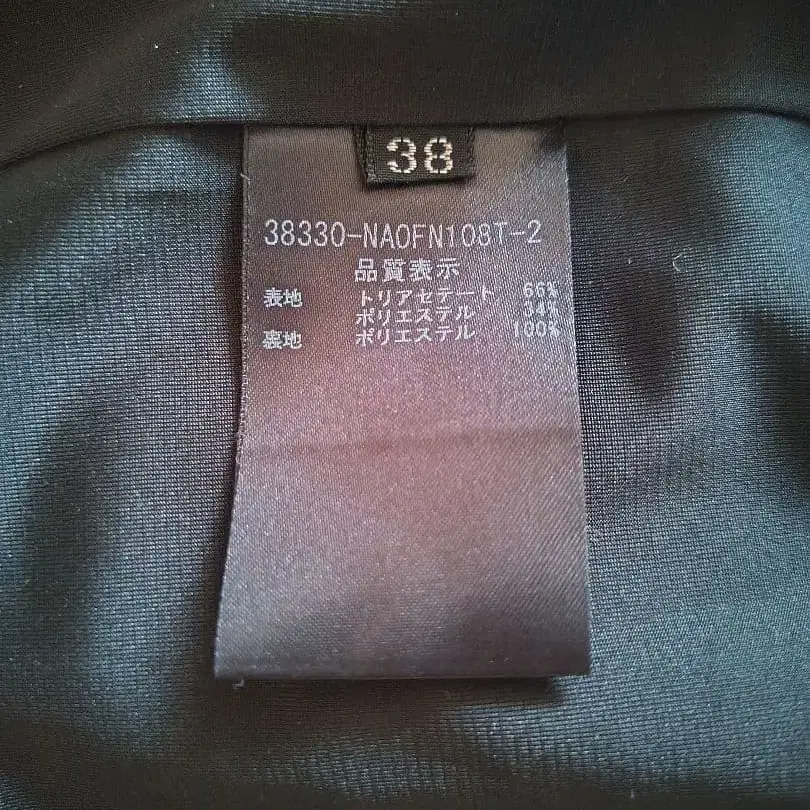 38
38330-NA0FN108T-2
品質表示
表地 トリアセテート 66%
ポリエステル 34%
裏地 ポリエステル 100%